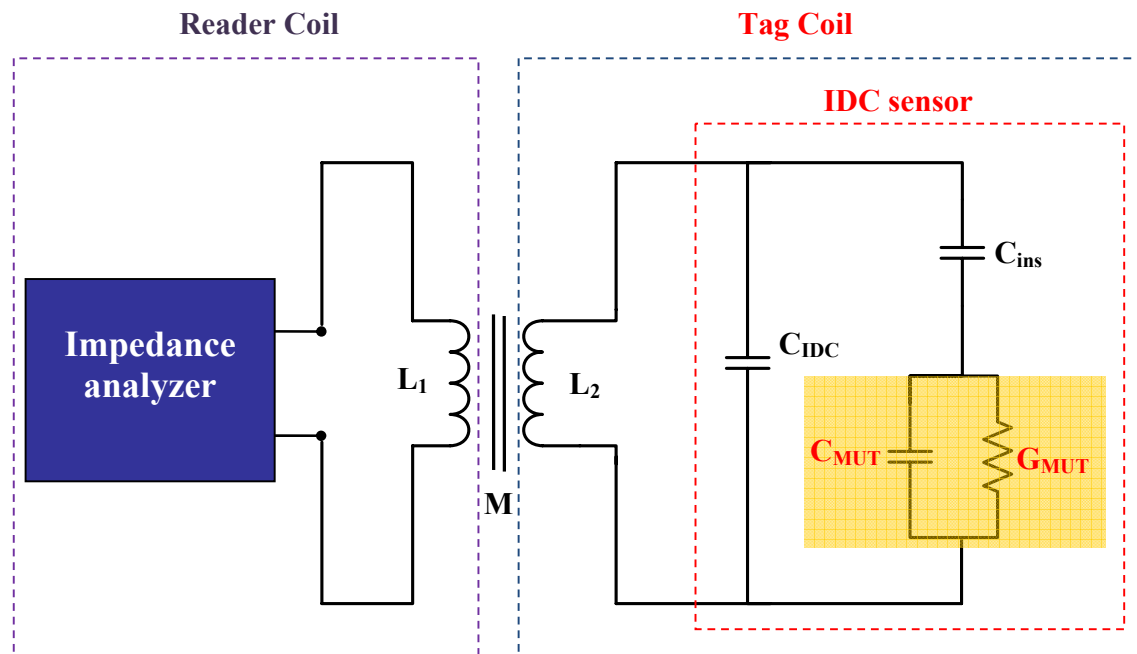 Reader Coil
Tag Coil
IDC sensor
Impedance
analyzer
L1
M
L2
CIDC
Cins
CMUT
GMUT